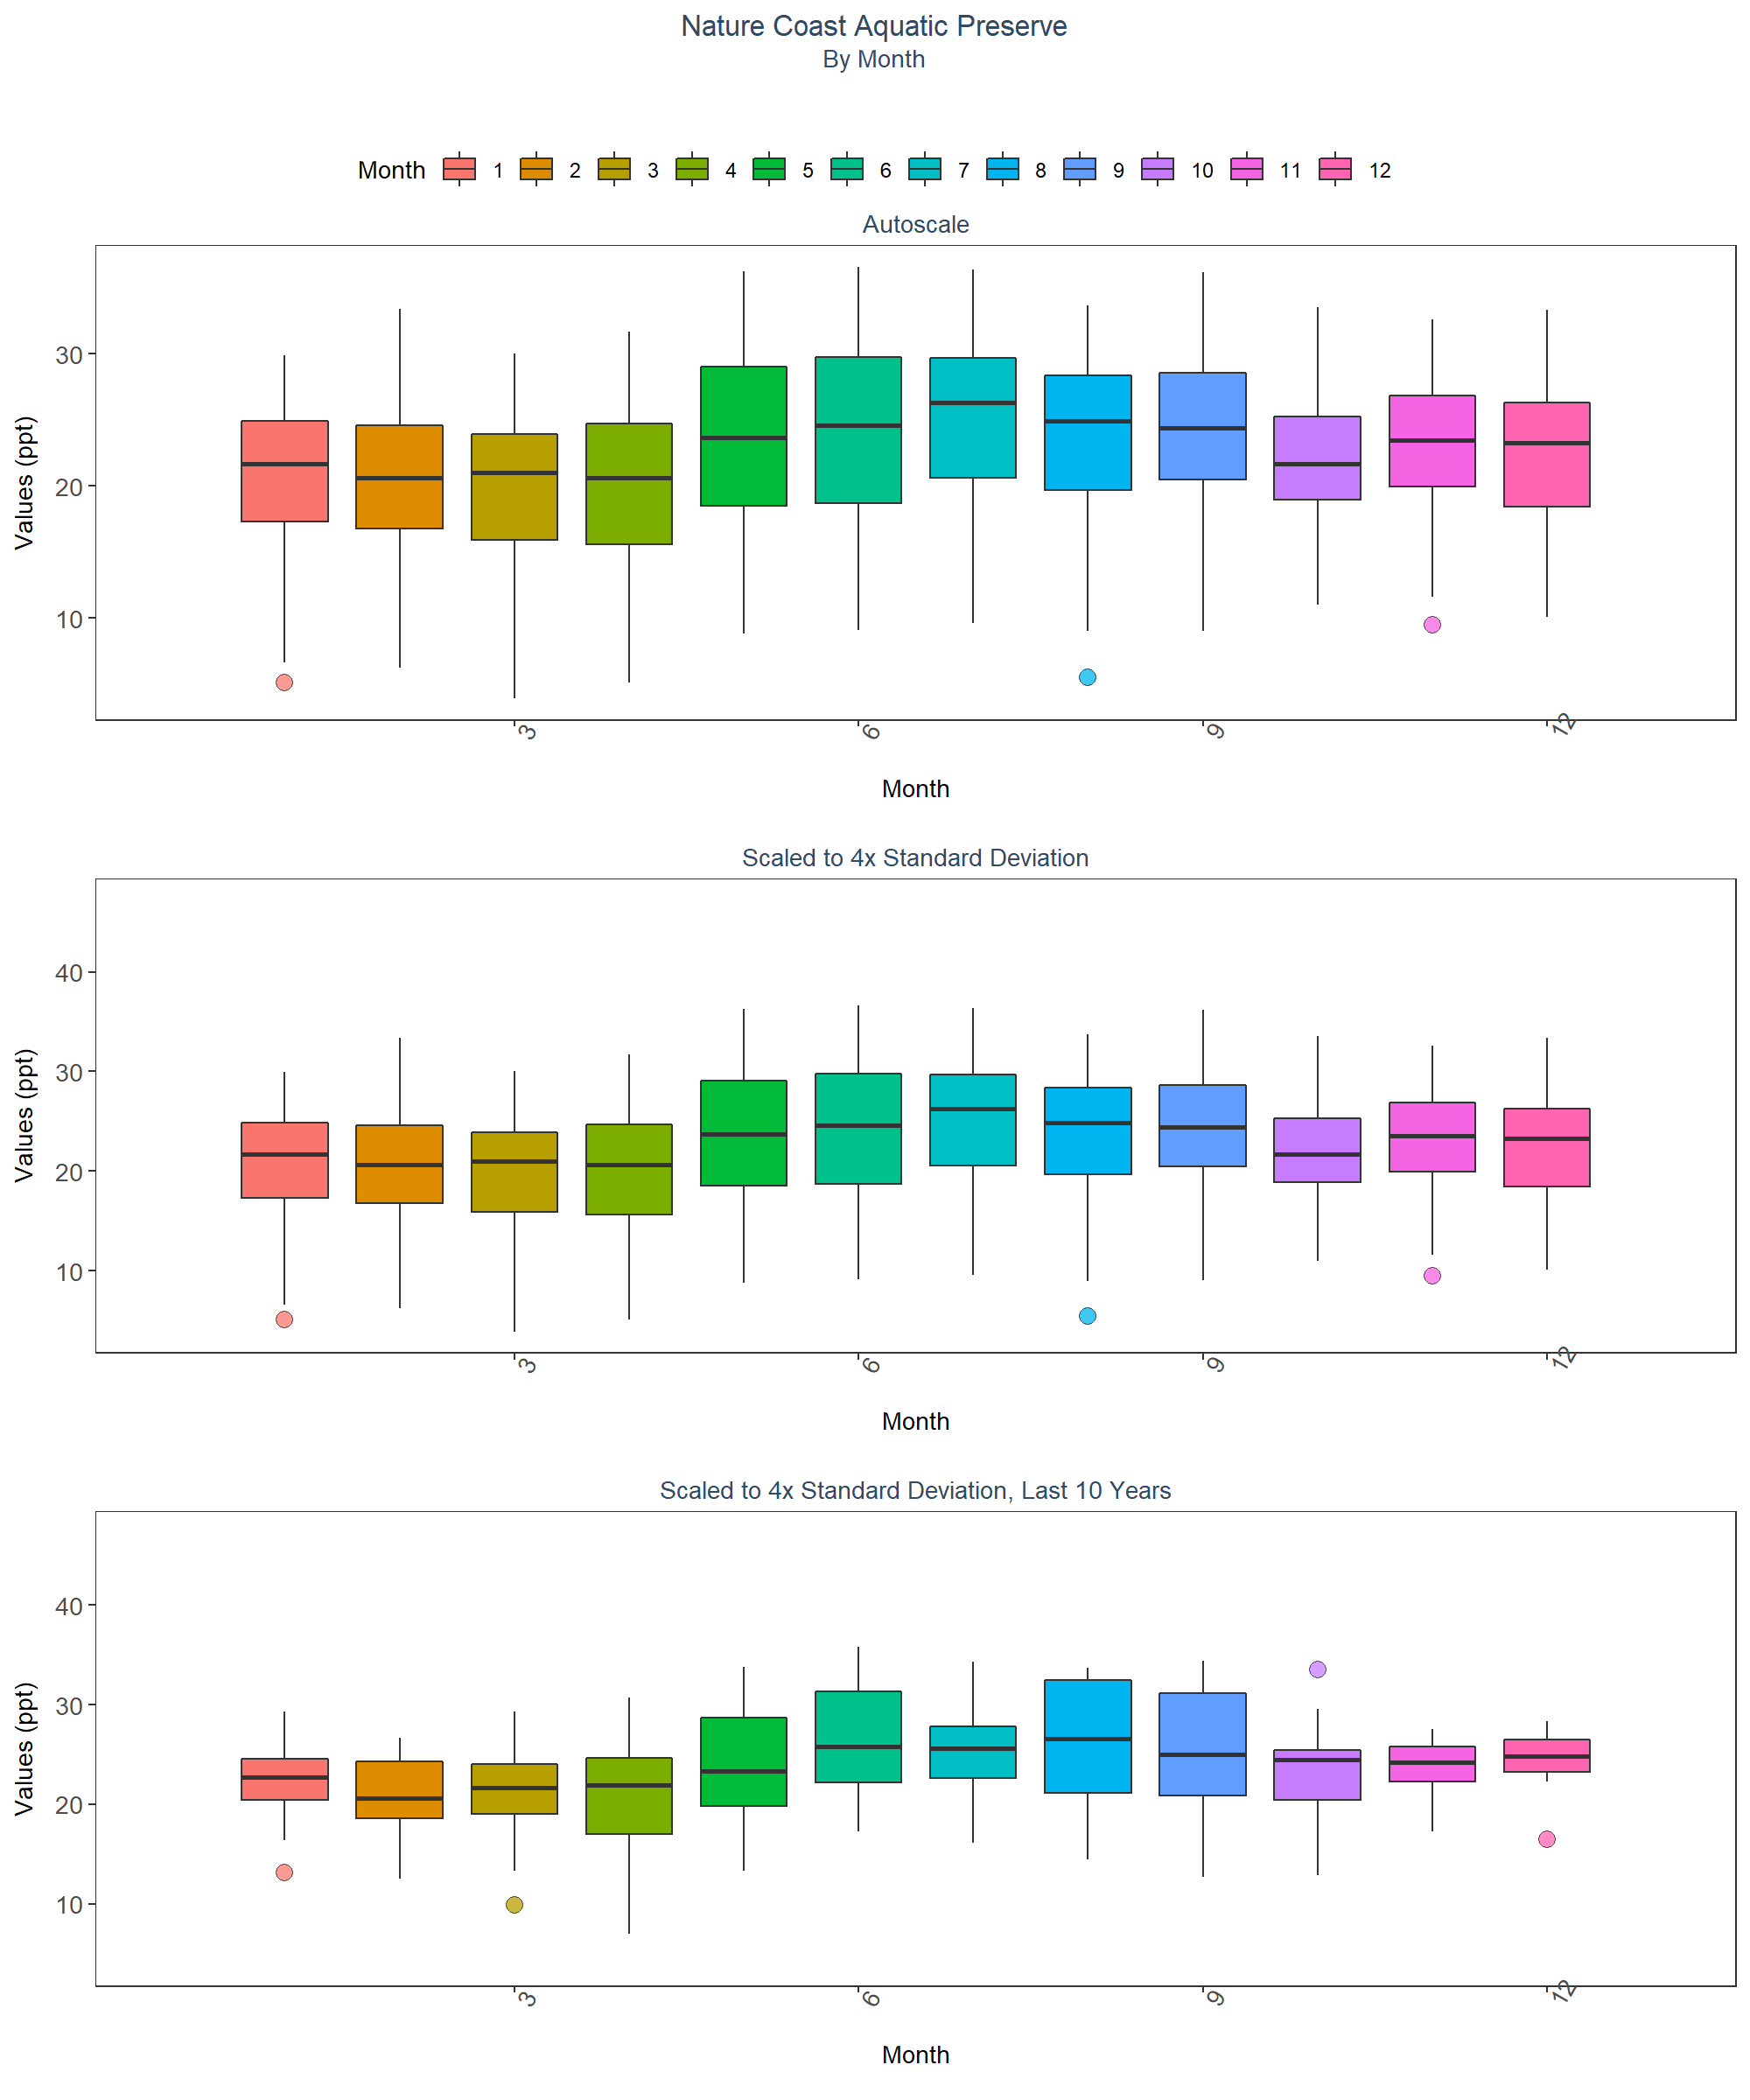 Nature Coast Aquatic Preserve
By Month
Month 1 2 3 4 5 6 7 8 9 10 11 12
Autoscale
Values (ppt)
30
20
10
3 6 9 12
Month
Scaled to 4x Standard Deviation
Values (ppt)
40
30
20
10
3 6 9 12
Month
Scaled to 4x Standard Deviation, Last 10 Years
Values (ppt)
40
30
20
10
3 6 9 12
Month